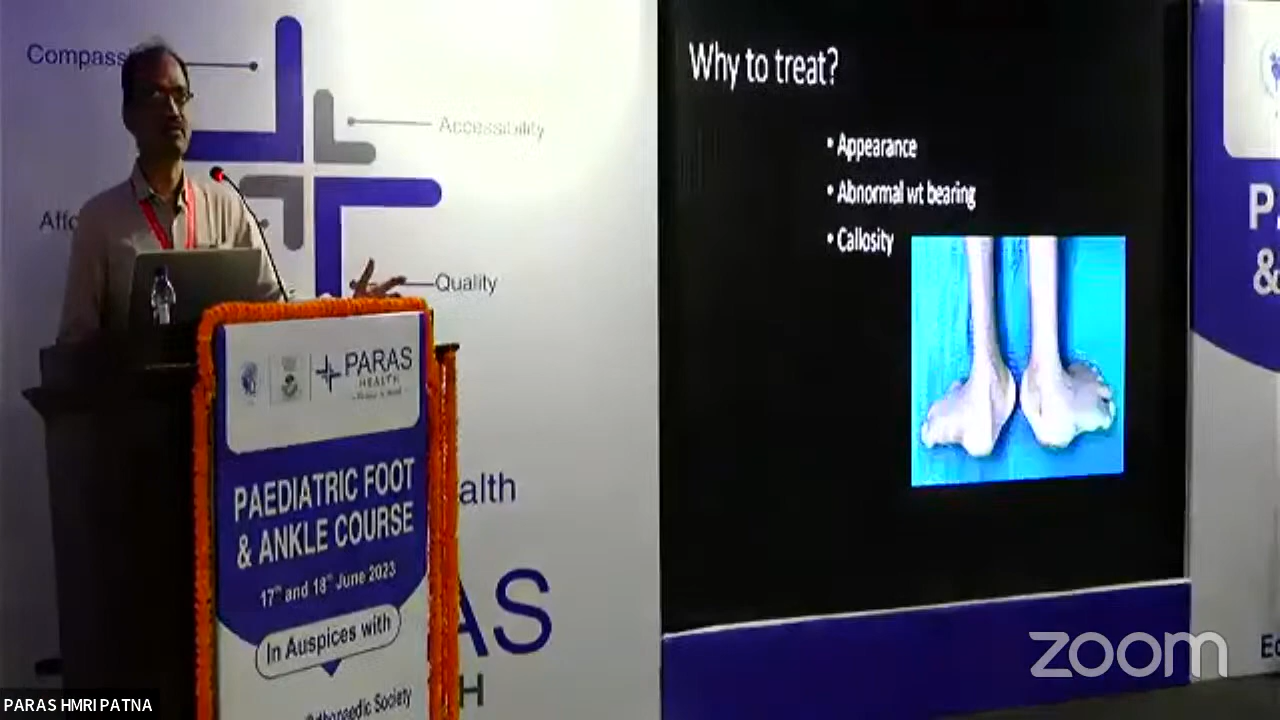 Compass
Accessibility
Affo
Quality
PARAS
HEALTH
PAEDIATRIC FOOT
& ANKLE COURSE
17th and 18th June 2023
In Auspices with
Orthopaedic Society
alth
AS
H
Why to treat?
• Appearance
• Abnormal wt bearing
• Callosity
P
&
zoom
PARAS HMRI PATNA